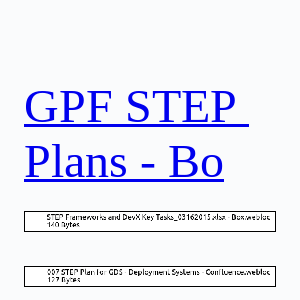 GPF STEP
Plans - Bo
STEP Frameworks and DevX Key Tasks_03162015.xlsx - Box.webloc
140 Bytes
007 STEP Plan for GDS - Deployment Systems - Confluence.webloc
127 Bytes